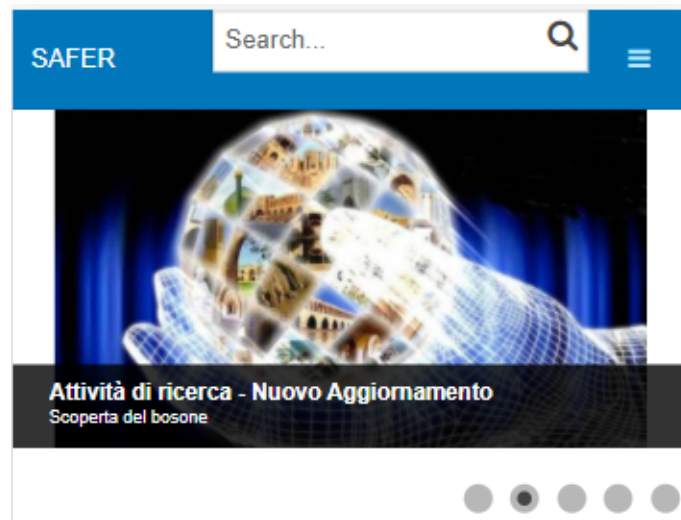 SAFER
Search...
Attività di ricerca - Nuovo Aggiornamento
Scoperta del bosone